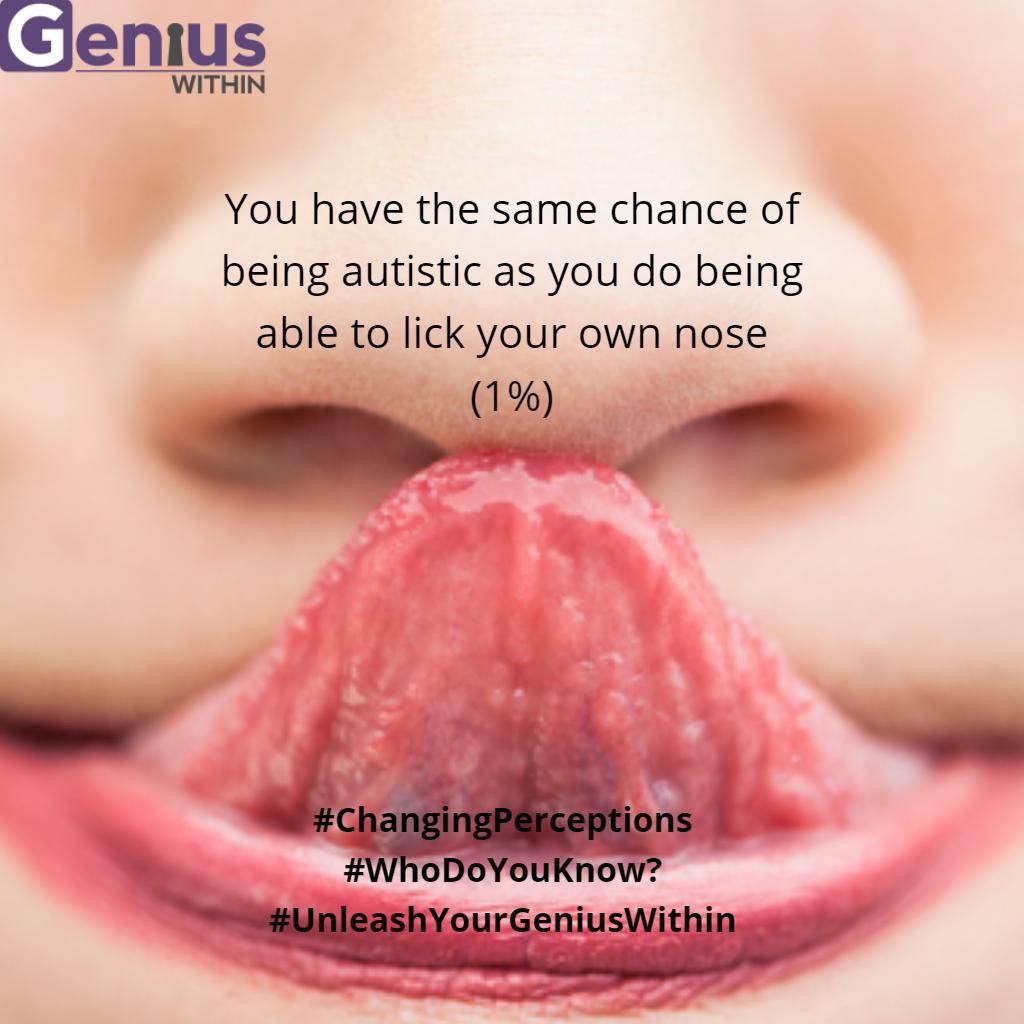 Genius
WITHIN
You have the same chance of
being autistic as you do being
able to lick your own nose
(1%)
#ChangingPerceptions
#WhoDoYouKnow?
#UnleashYourGeniusWithin